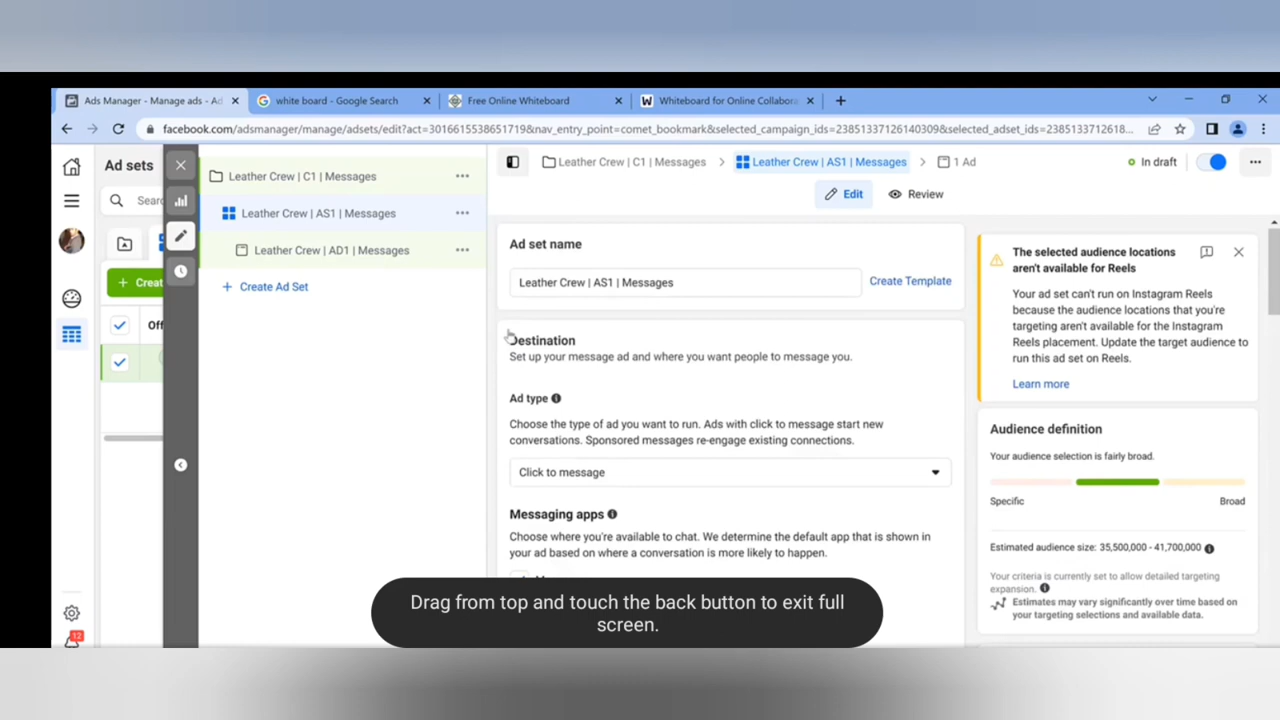 Ads Manager - Manage ads - Ad
white board - Google Search
Free Online Whiteboard
Whiteboard for Online Collabora
facebook.com/adsmanager/manage/adsets/edit?act=3016615538651719&nav_entry_point=comet_bookmark&selected_campaign_ids=23851337126140309&selected_adset_ids=2385133712618...
Ad sets
Leather Crew | C1 | Messages
Leather Crew | AS1 | Messages
1 Ad
In draft
Edit
Review
Sear
Creat
Off
Leather Crew | C1 | Messages
Leather Crew | AS1 | Messages
Leather Crew | AD1 | Messages
Create Ad Set
Ad set name
Leather Crew | AS1 | Messages
Create Template
Destination
Set up your message ad and where you want people to message you.
Ad type
Choose the type of ad you want to run. Ads with click to message start new
conversations. Sponsored messages re-engage existing connections.
Click to message
Messaging apps
Choose where you're available to chat. We determine the default app that is shown in
your ad based on where a conversation is more likely to happen.
The selected audience locations
aren't available for Reels
Your ad set can't run on Instagram Reels
because the audience locations that you're
targeting aren't available for the Instagram
Reels placement. Update the target audience to
run this ad set on Reels.
Learn more
Audience definition
Your audience selection is fairly broad.
Specific
Broad
Estimated audience size: 35,500,000 - 41,700,000
Your criteria is currently set to allow detailed targeting
expansion.
Estimates may vary significantly over time based on
your targeting selections and available data.
12
Drag from top and touch the back button to exit full
screen.